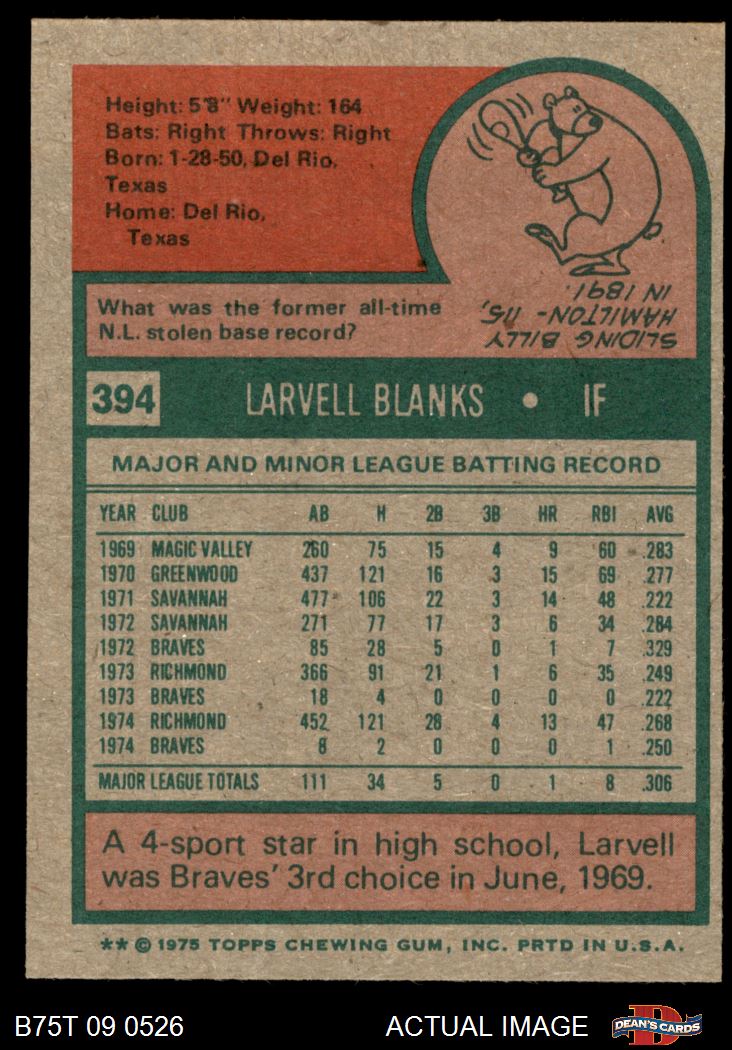 Height: 5'8" Weight: 164
Bats: Right Throws: Right
Born: 1-28-50, Del Rio,
Texas
Home: Del Rio,
Texas
What was the former all-time
N.L. stolen base record?
SLIDING BILLY
HAMILTON - 115,
IN 1891.
394 LARVELL BLANKS • IF
MAJOR AND MINOR LEAGUE BATTING RECORD
YEAR CLUB AB H 2B 3B HR RBI AVG
1969 MAGIC VALLEY 260 75 15 4 9 60 .283
1970 GREENWOOD 437 121 16 3 15 69 .277
1971 SAVANNAH 477 106 22 3 14 48 .222
1972 SAVANNAH 271 77 17 3 6 34 .284
1972 BRAVES 85 28 5 0 1 7 .329
1973 RICHMOND 366 91 21 1 6 35 .249
1973 BRAVES 18 4 0 0 0 0 .222
1974 RICHMOND 452 121 28 4 13 47 .268
1974 BRAVES 8 2 0 0 0 1 .250
MAJOR LEAGUE TOTALS 111 34 5 0 1 8 .306
A 4-sport star in high school, Larvell
was Braves' 3rd choice in June, 1969.
** © 1975 TOPPS CHEWING GUM, INC. PRTD IN U.S.A.
B75T 09 0526 ACTUAL IMAGE D DEAN'S CARDS